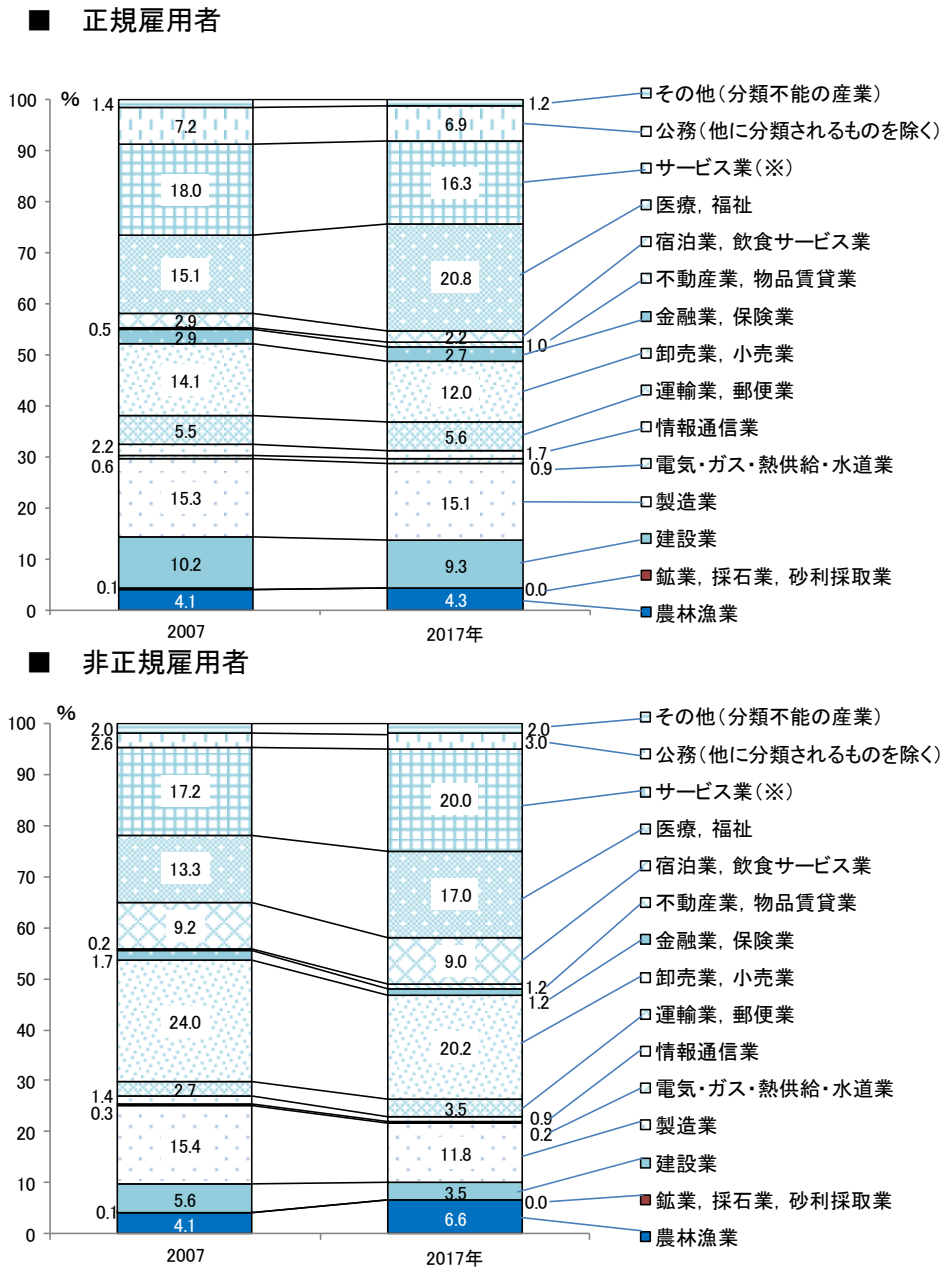 ■ 正規雇用者
%
100
90
80
70
60
50
40
30
20
10
0
1.4
7.2
18.0
15.1
2.9
0.5
2.9
14.1
5.5
2.2
0.6
15.3
10.2
0.1
4.1
1.2
6.9
16.3
20.8
2.2
1.0
2.7
12.0
5.6
1.7
0.9
15.1
9.3
0.0
4.3
2007
2017年
その他(分類不能の産業)
公務(他に分類されるものを除く)
サービス業(※)
医療,福祉
宿泊業,飲食サービス業
不動産業,物品賃貸業
金融業,保険業
卸売業,小売業
運輸業,郵便業
情報通信業
電気・ガス・熱供給・水道業
製造業
建設業
鉱業,採石業,砂利採取業
農林漁業
■ 非正規雇用者
%
100
90
80
70
60
50
40
30
20
10
0
2.0
2.6
17.2
13.3
9.2
0.2
1.7
24.0
2.7
1.4
0.3
15.4
5.6
0.1
4.1
2.0
3.0
20.0
17.0
9.0
1.2
1.2
20.2
3.5
0.9
0.2
11.8
3.5
0.0
6.6
2007
2017年
その他(分類不能の産業)
公務(他に分類されるものを除く)
サービス業(※)
医療,福祉
宿泊業,飲食サービス業
不動産業,物品賃貸業
金融業,保険業
卸売業,小売業
運輸業,郵便業
情報通信業
電気・ガス・熱供給・水道業
製造業
建設業
鉱業,採石業,砂利採取業
農林漁業